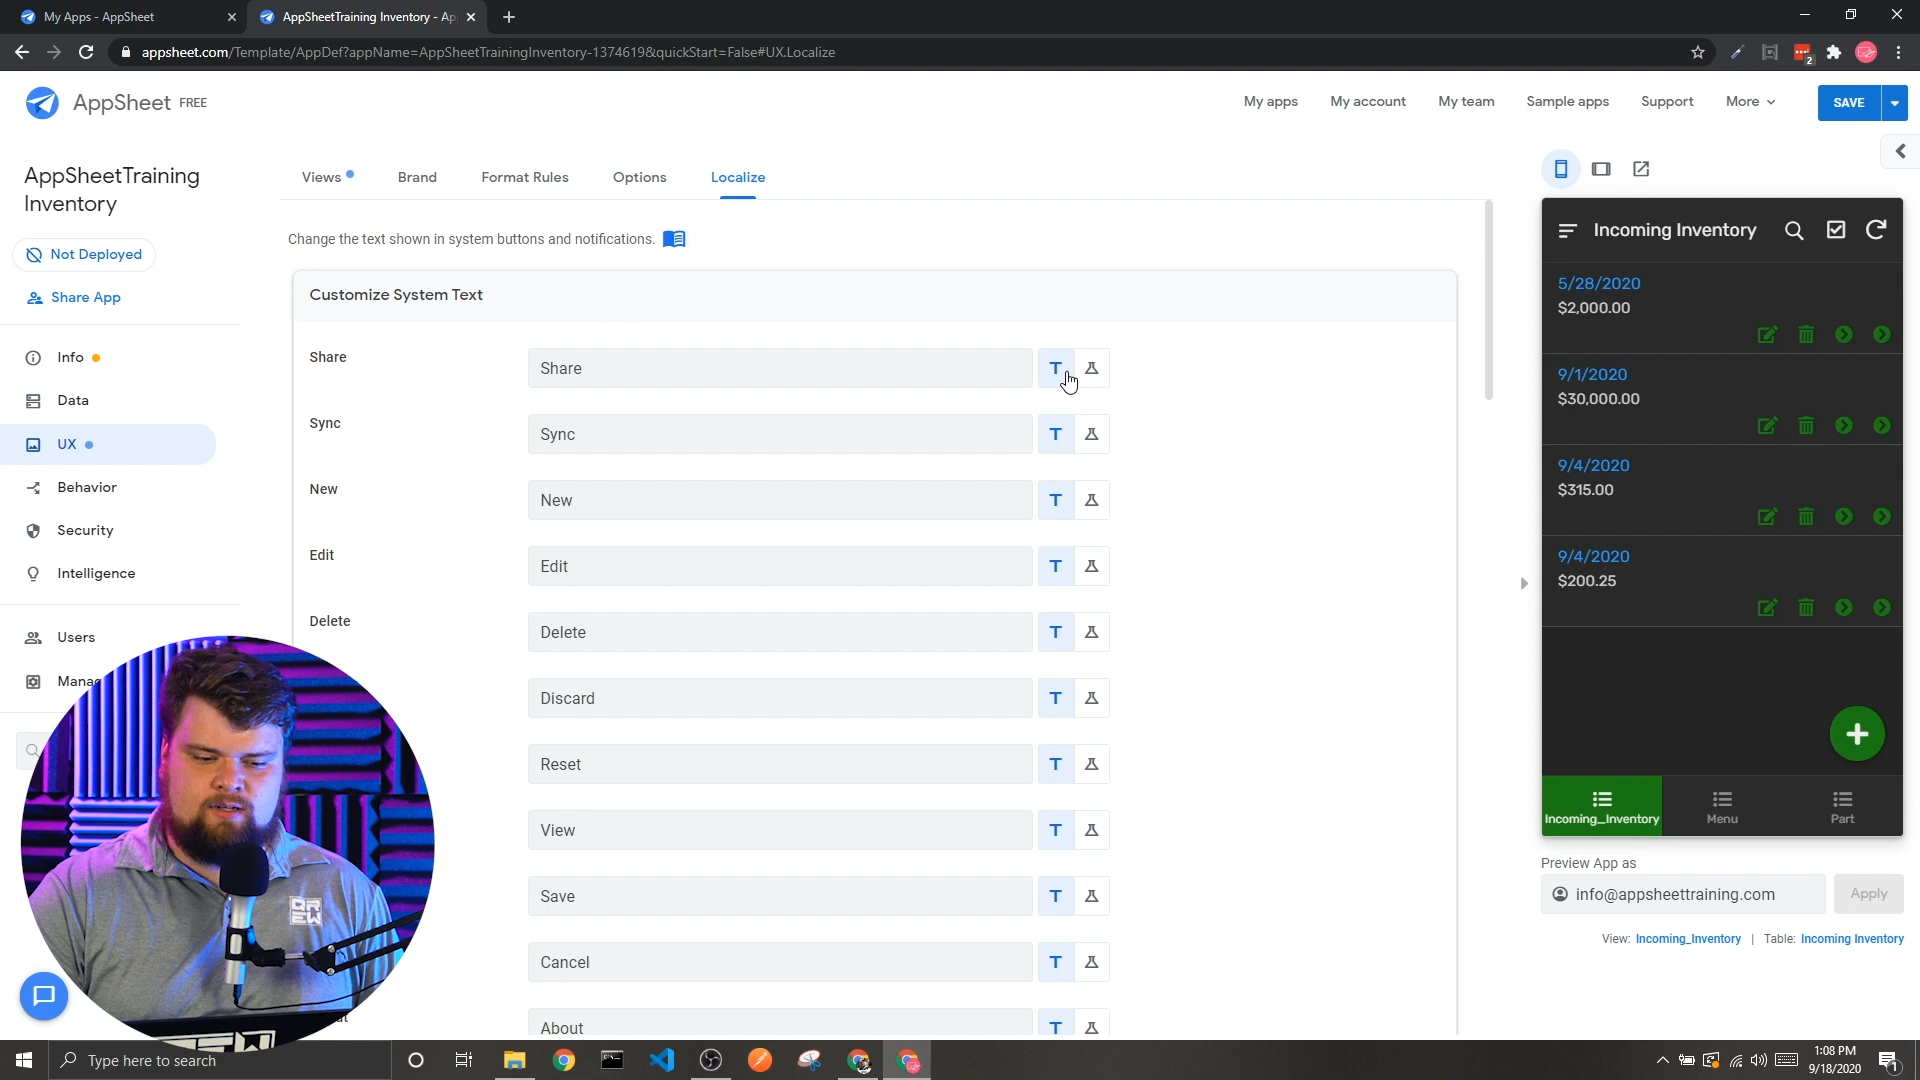 My Apps - AppSheet
AppSheetTraining Inventory - Ap
appsheet.com/Template/AppDef?appName=AppSheetTrainingInventory-1374619&quickStart=False#UX.Localize
2
AppSheet FREE
My apps
My account
My team
Sample apps
Support
More
SAVE
AppSheetTraining
Inventory
Not Deployed
Share App
Info
Data
UX
Behavior
Security
Intelligence
Users
Views
Brand
Format Rules
Options
Localize
Change the text shown in system buttons and notifications.
Customize System Text
Share
Share
T
Sync
Sync
T
New
New
T
Edit
Edit
T
Delete
Delete
T
Discard
T
Reset
T
View
T
Save
T
Cancel
T
About
T
QREW
Incoming Inventory
5/28/2020
$2,000.00
9/1/2020
$30,000.00
9/4/2020
$315.00
9/4/2020
$200.25
Incoming_Inventory
Menu
Part
Preview App as
info@appsheettraining.com
Apply
View: Incoming_Inventory | Table: Incoming Inventory
Type here to search
1:08 PM
9/18/2020
1